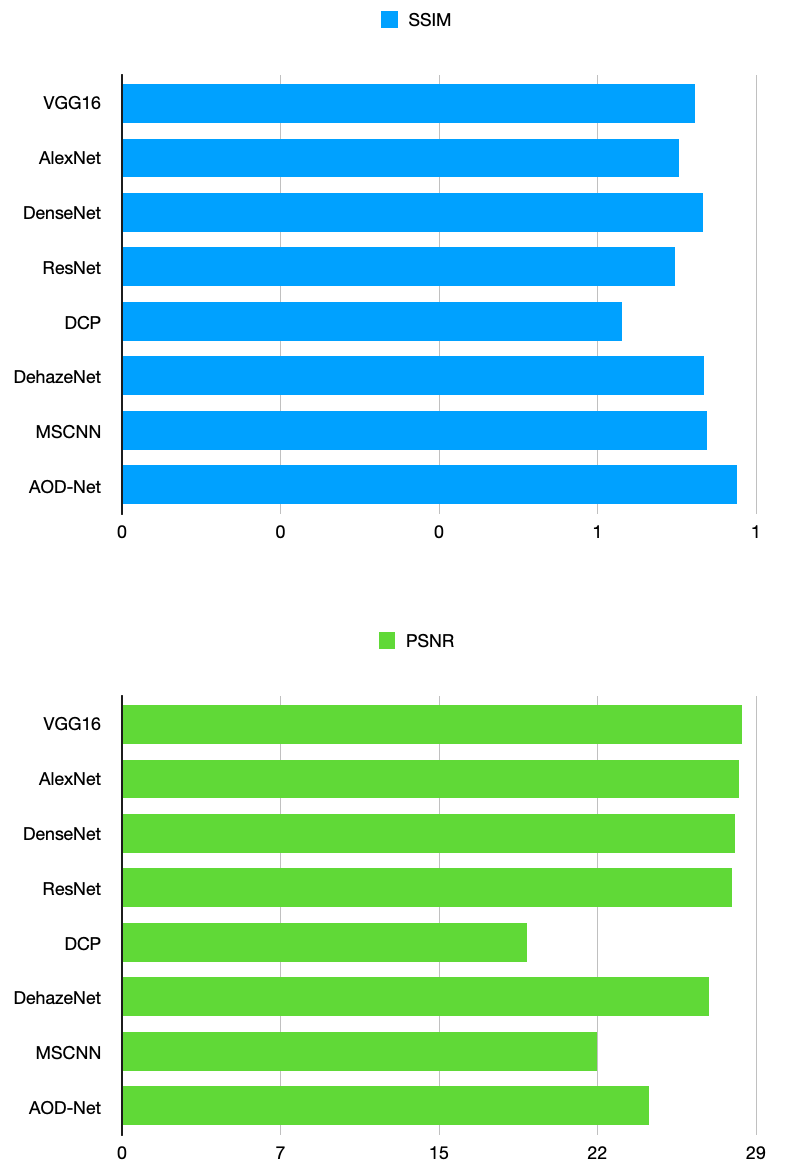 SSIM
VGG16
AlexNet
DenseNet
ResNet
DCP
DehazeNet
MSCNN
AOD-Net
0 0 0 1 1
PSNR
VGG16
AlexNet
DenseNet
ResNet
DCP
DehazeNet
MSCNN
AOD-Net
0 7 15 22 29